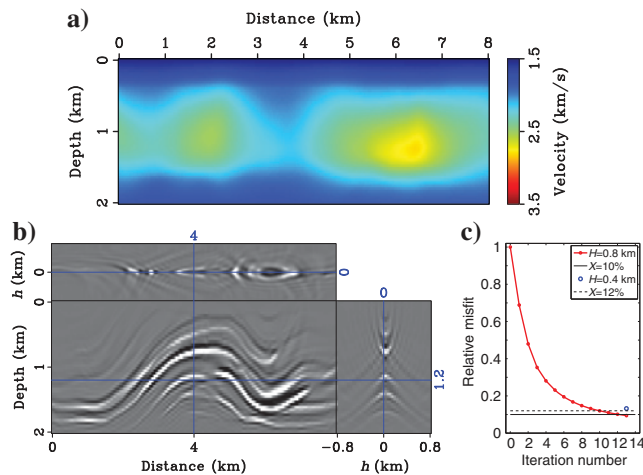 a)
Distance (km)
0 1 2 3 4 5 6 7 8
Depth (km)
0
1
2
1.5
2.5
3.5
Velocity (km/s)
b)
4
h (km)
0
0
0
0
Depth (km)
1
2
1.2
0 4 −0.8 0 0.8
Distance (km) h (km)
c)
H=0.8 km
X=10%
H=0.4 km
X=12%
Relative misfit
1
0.8
0.6
0.4
0.2
0
0 2 4 6 8 10 12 14
Iteration number